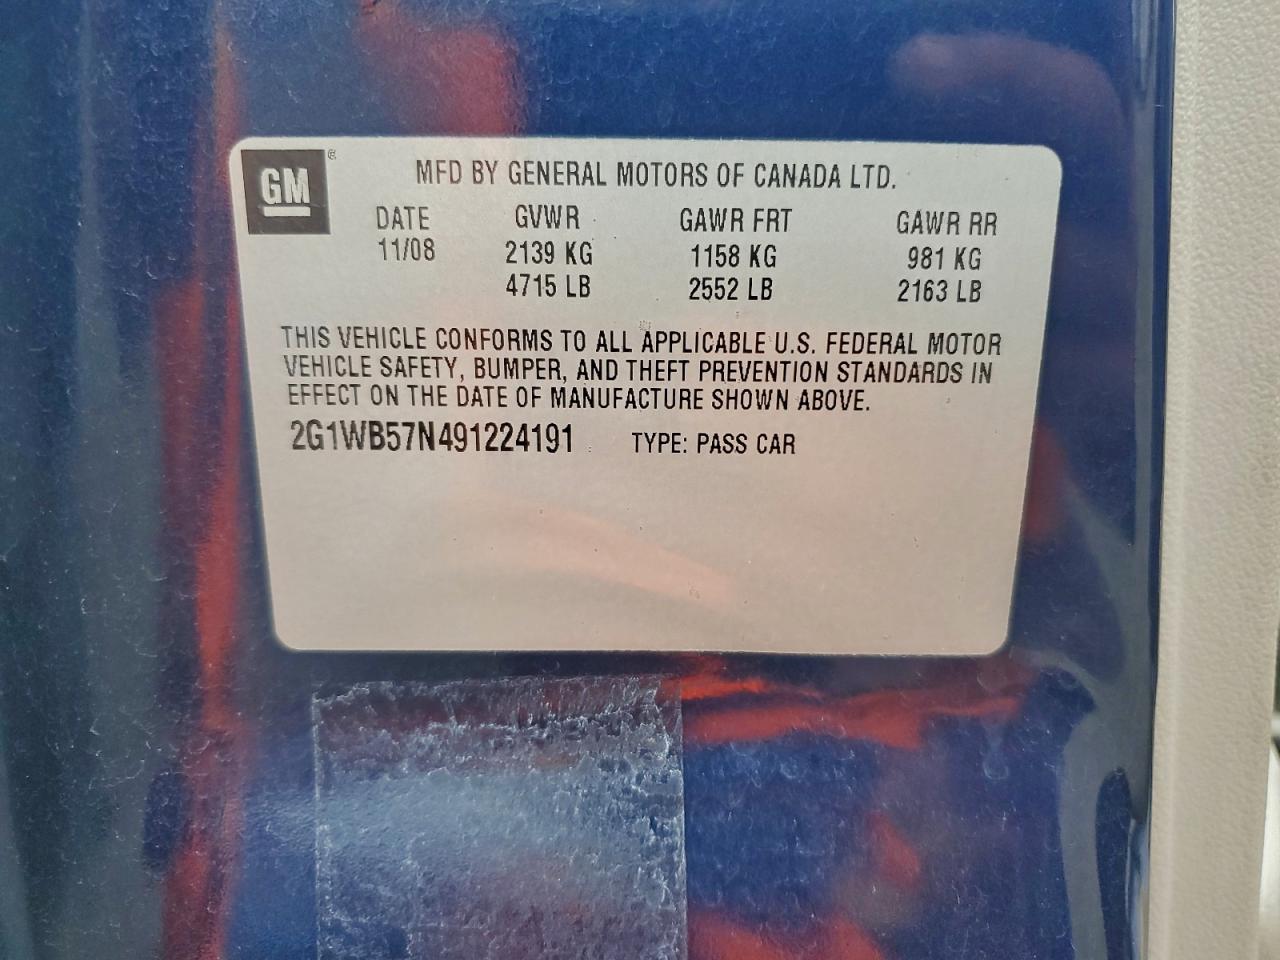 GM ®
MFD BY GENERAL MOTORS OF CANADA LTD.
DATE GVWR GAWR FRT GAWR RR
11/08 2139 KG 1158 KG 981 KG
4715 LB 2552 LB 2163 LB
THIS VEHICLE CONFORMS TO ALL APPLICABLE U.S. FEDERAL MOTOR
VEHICLE SAFETY, BUMPER, AND THEFT PREVENTION STANDARDS IN
EFFECT ON THE DATE OF MANUFACTURE SHOWN ABOVE.
2G1WB57N491224191 TYPE: PASS CAR